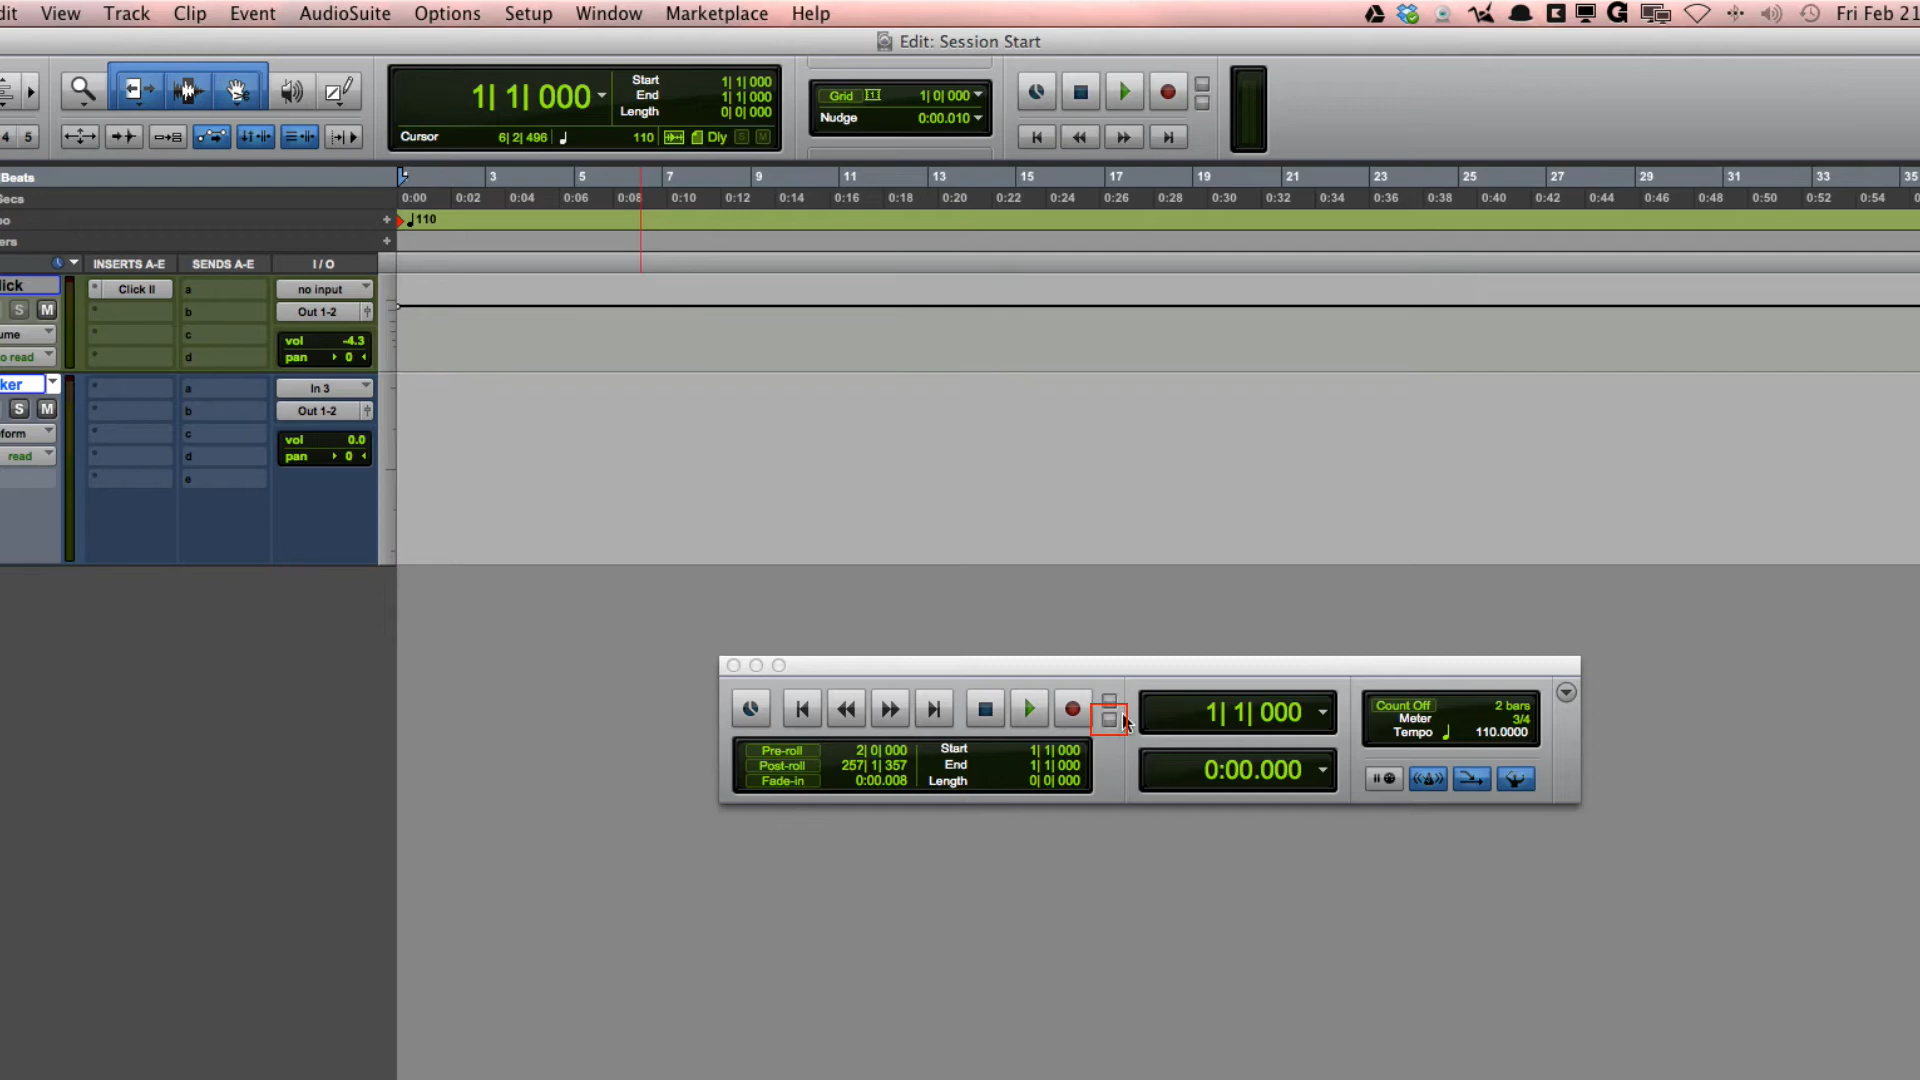 dit View Track Clip Event AudioSuite Options Setup Window Marketplace Help Fri Feb 21
Edit: Session Start
1| 1| 000
Start 1| 1| 000
End 1| 1| 000
Length 0| 0| 000
Cursor 6| 2| 496 110 Dly S M
Grid 1| 0| 000
Nudge 0:00.010
4 5
Beats 3 5 7 9 11 13 15 17 19 21 23 25 27 29 31 33 35
Secs 0:00 0:02 0:04 0:06 0:08 0:10 0:12 0:14 0:16 0:18 0:20 0:22 0:24 0:26 0:28 0:30 0:32 0:34 0:36 0:38 0:40 0:42 0:44 0:46 0:48 0:50 0:52 0:54
po + 110
ers +
INSERTS A-E SENDS A-E I / O
lick Click II a no input
S M b Out 1-2
ume c vol -4.3
o read d pan 0
ker a In 3
S M b Out 1-2
form c vol 0.0
read d pan 0
e
1| 1| 000
Count Off 2 bars
Meter 3/4
Tempo 110.0000
Pre-roll 2| 0| 000 Start 1| 1| 000
Post-roll 257| 1| 357 End 1| 1| 000
Fade-in 0:00.008 Length 0| 0| 000
0:00.000